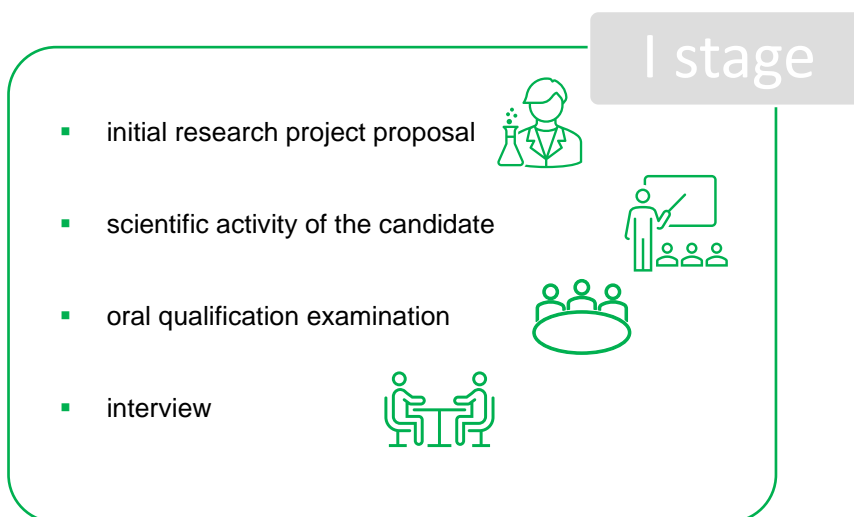 I stage
initial research project proposal
scientific activity of the candidate
oral qualification examination
interview